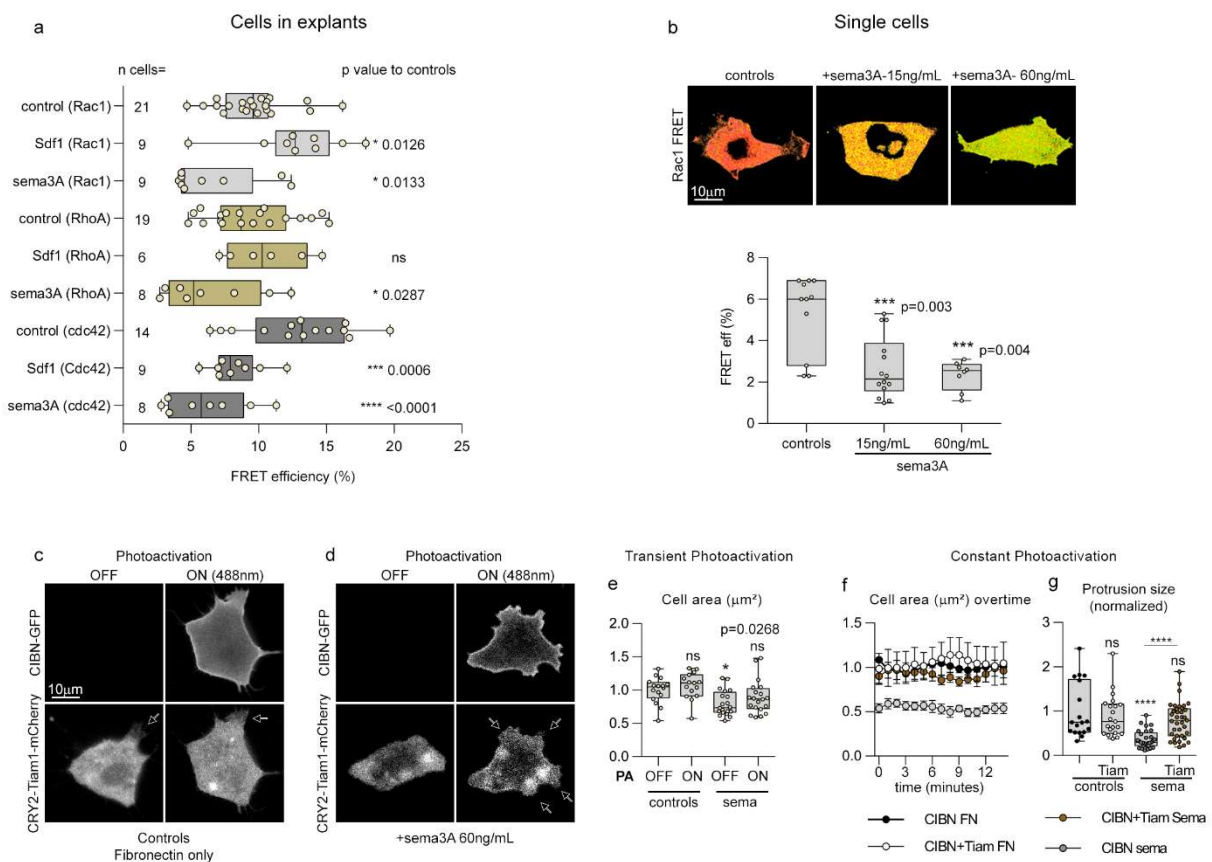 Cells in explants
a
n cells=
p value to controls
control (Rac1) 21
Sdf1 (Rac1) 9 * 0.0126
sema3A (Rac1) 9 * 0.0133
control (RhoA) 19
Sdf1 (RhoA) 6 ns
sema3A (RhoA) 8 * 0.0287
control (cdc42) 14
Sdf1 (Cdc42) 9 *** 0.0006
sema3A (cdc42) 8 **** <0.0001
0 5 10 15 20 25
FRET efficiency (%)
Single cells
b
controls +sema3A-15ng/mL +sema3A- 60ng/mL
Rac1 FRET
10µm
FRET eff (%)
8
6
4
2
0
*** p=0.003
*** p=0.004
controls 15ng/mL 60ng/mL
sema3A
c
Photoactivation
OFF ON (488nm)
CIBN-GFP
10µm
CRY2-Tiam1-mCherry
Controls
Fibronectin only
d
Photoactivation
OFF ON (488nm)
CIBN-GFP
CRY2-Tiam1-mCherry
+sema3A 60ng/mL
Transient Photoactivation
e
Cell area (µm²)
p=0.0268
ns * ns
2.0
1.5
1.0
0.5
0.0
PA OFF ON OFF ON
controls sema
Constant Photoactivation
f
Cell area (µm²) overtime
1.5
1.0
0.5
0.0
0 3 6 9 12
time (minutes)
g
Protrusion size
(normalized)
3
2
1
0
ns **** **** ns
Tiam Tiam
controls sema
CIBN FN
CIBN+Tiam FN
CIBN+Tiam Sema
CIBN sema